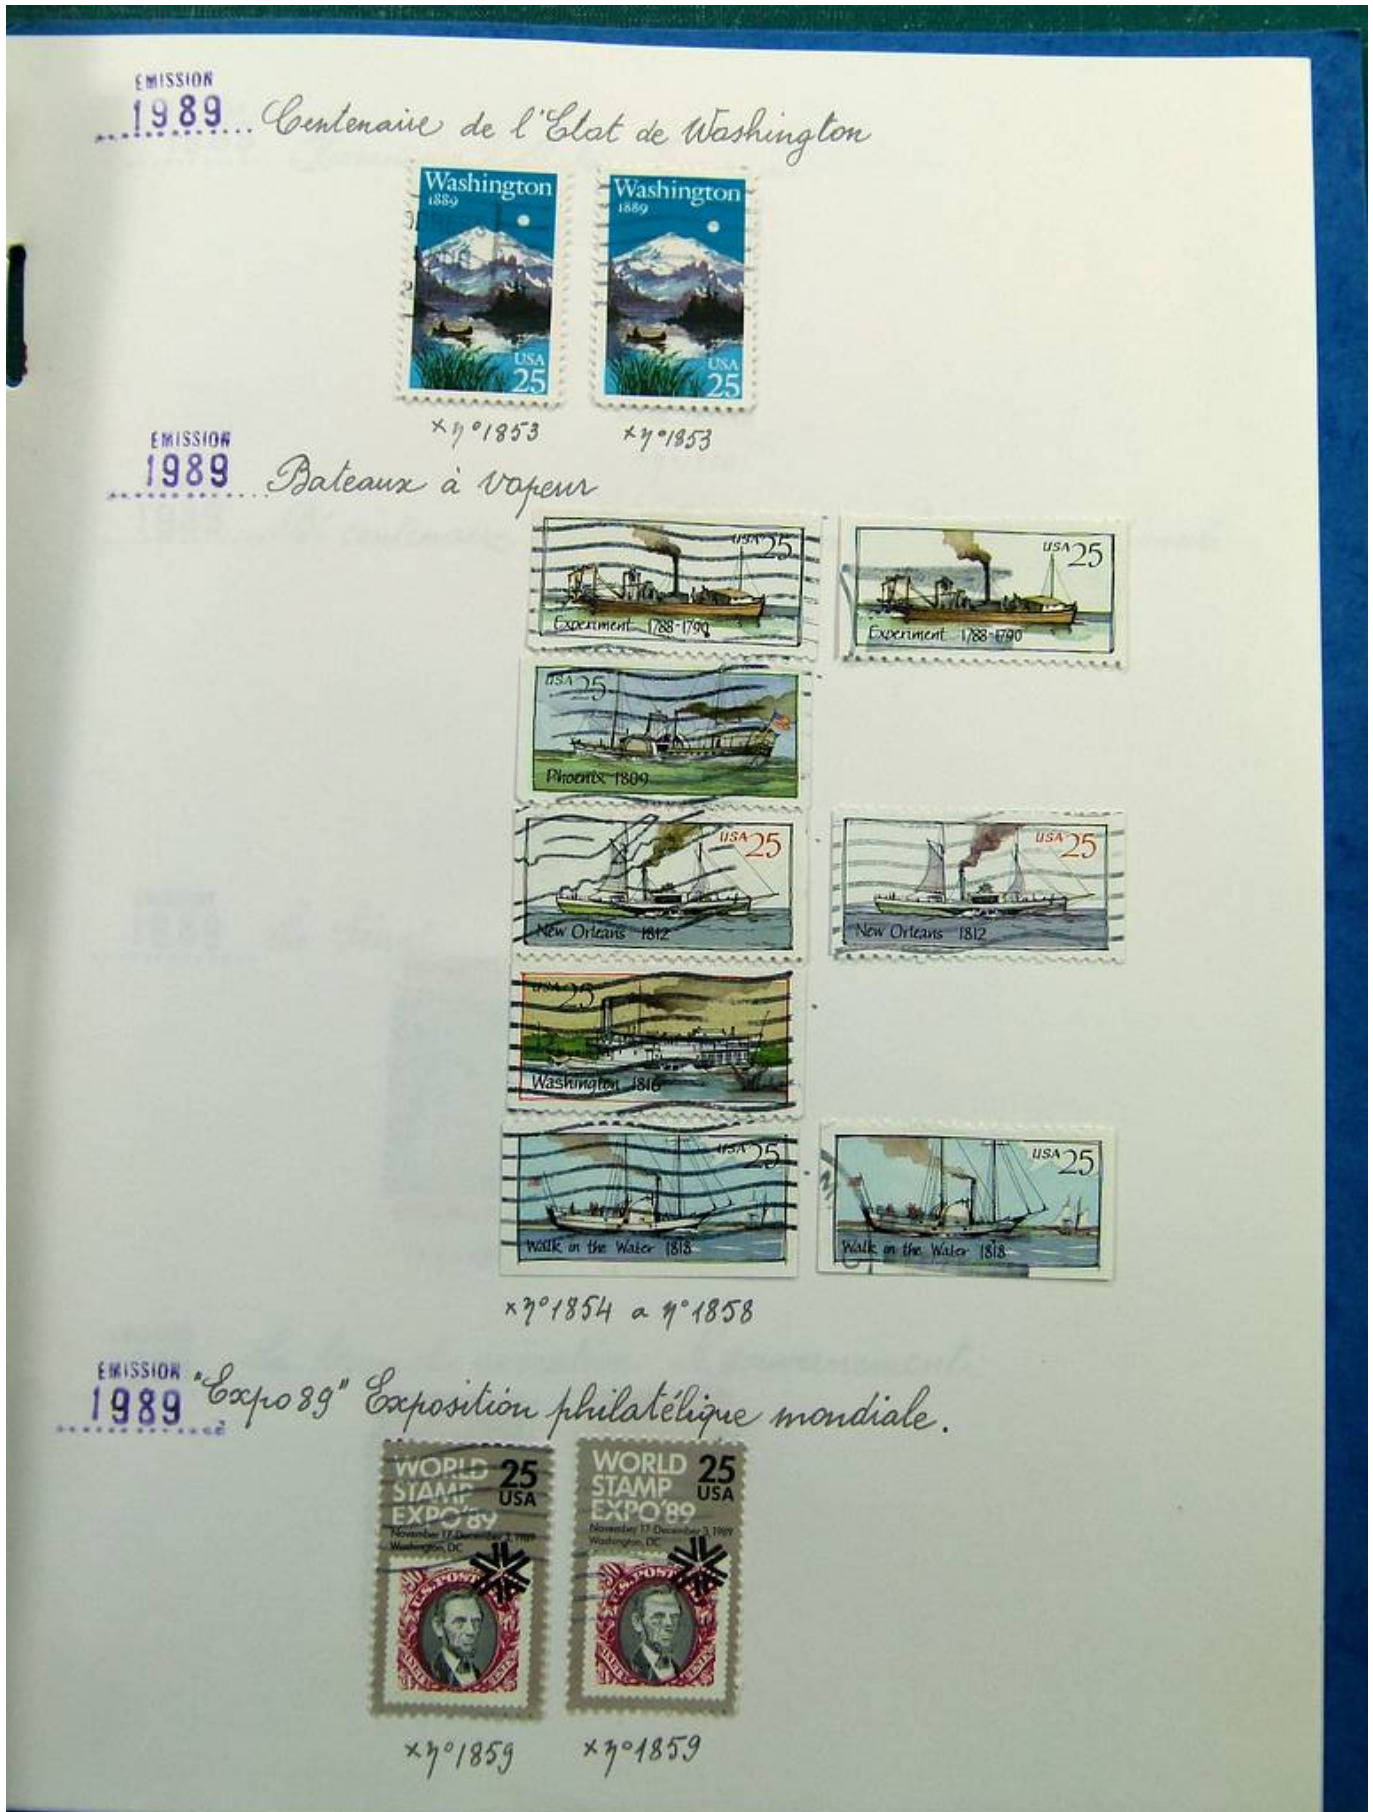 EMISSION
1989 Centenaire de l'Etat de Washington
Washington
1889
USA
25
Washington
1889
USA
25
x n°1853
x n°1853
EMISSION
1989 Bateaux à vapeur
USA 25
Experiment 1788-1790
USA 25
Experiment 1788-1790
USA 25
Phoenix 1809
USA 25
New Orleans 1812
USA 25
New Orleans 1812
USA 25
Washington 1816
USA 25
Walk in the Water 1818
USA 25
Walk in the Water 1818
x n°1854 a n°1858
EMISSION
1989 "Expo 89" Exposition philatélique mondiale.
WORLD 25
STAMP USA
EXPO'89
November 17-December 3, 1989
Washington, DC
90
U.S. POST
WORLD 25
STAMP USA
EXPO'89
November 17-December 3, 1989
Washington, DC
90
U.S. POST
x n°1859
x n°1859